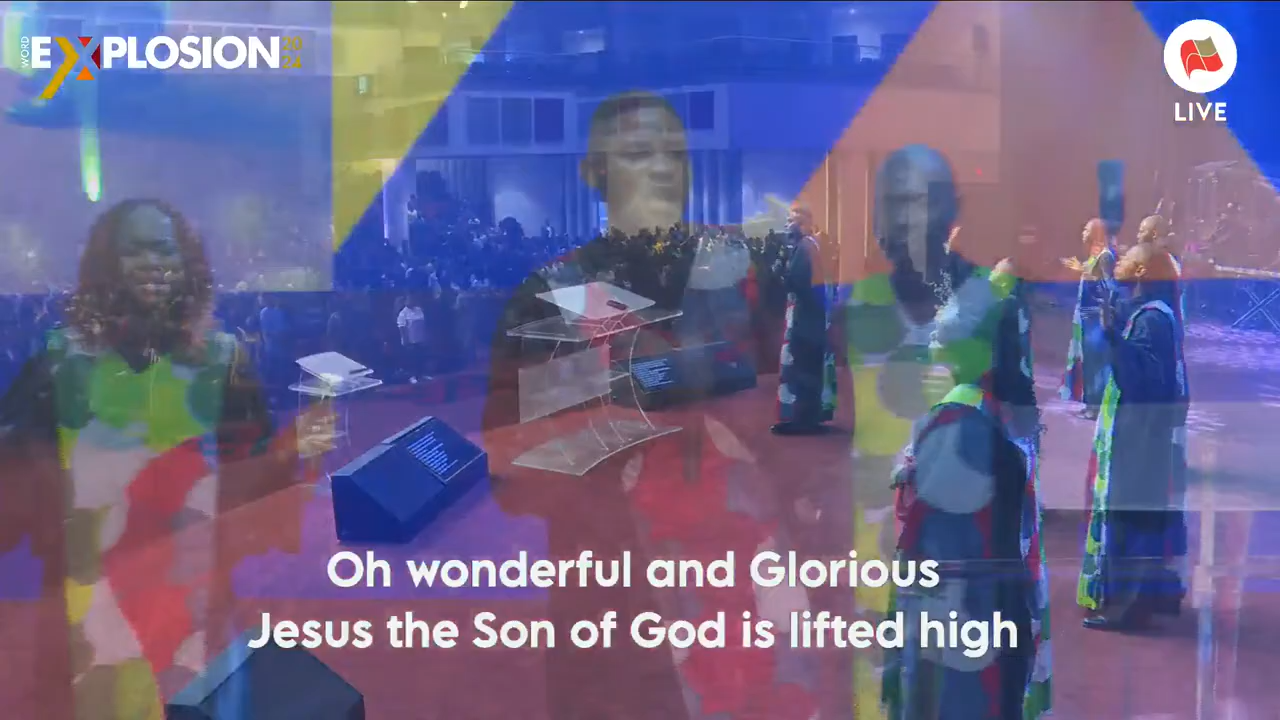 WORD
EXPLOSION
2024
LIVE
Oh wonderful and Glorious
Jesus the Son of God is lifted high